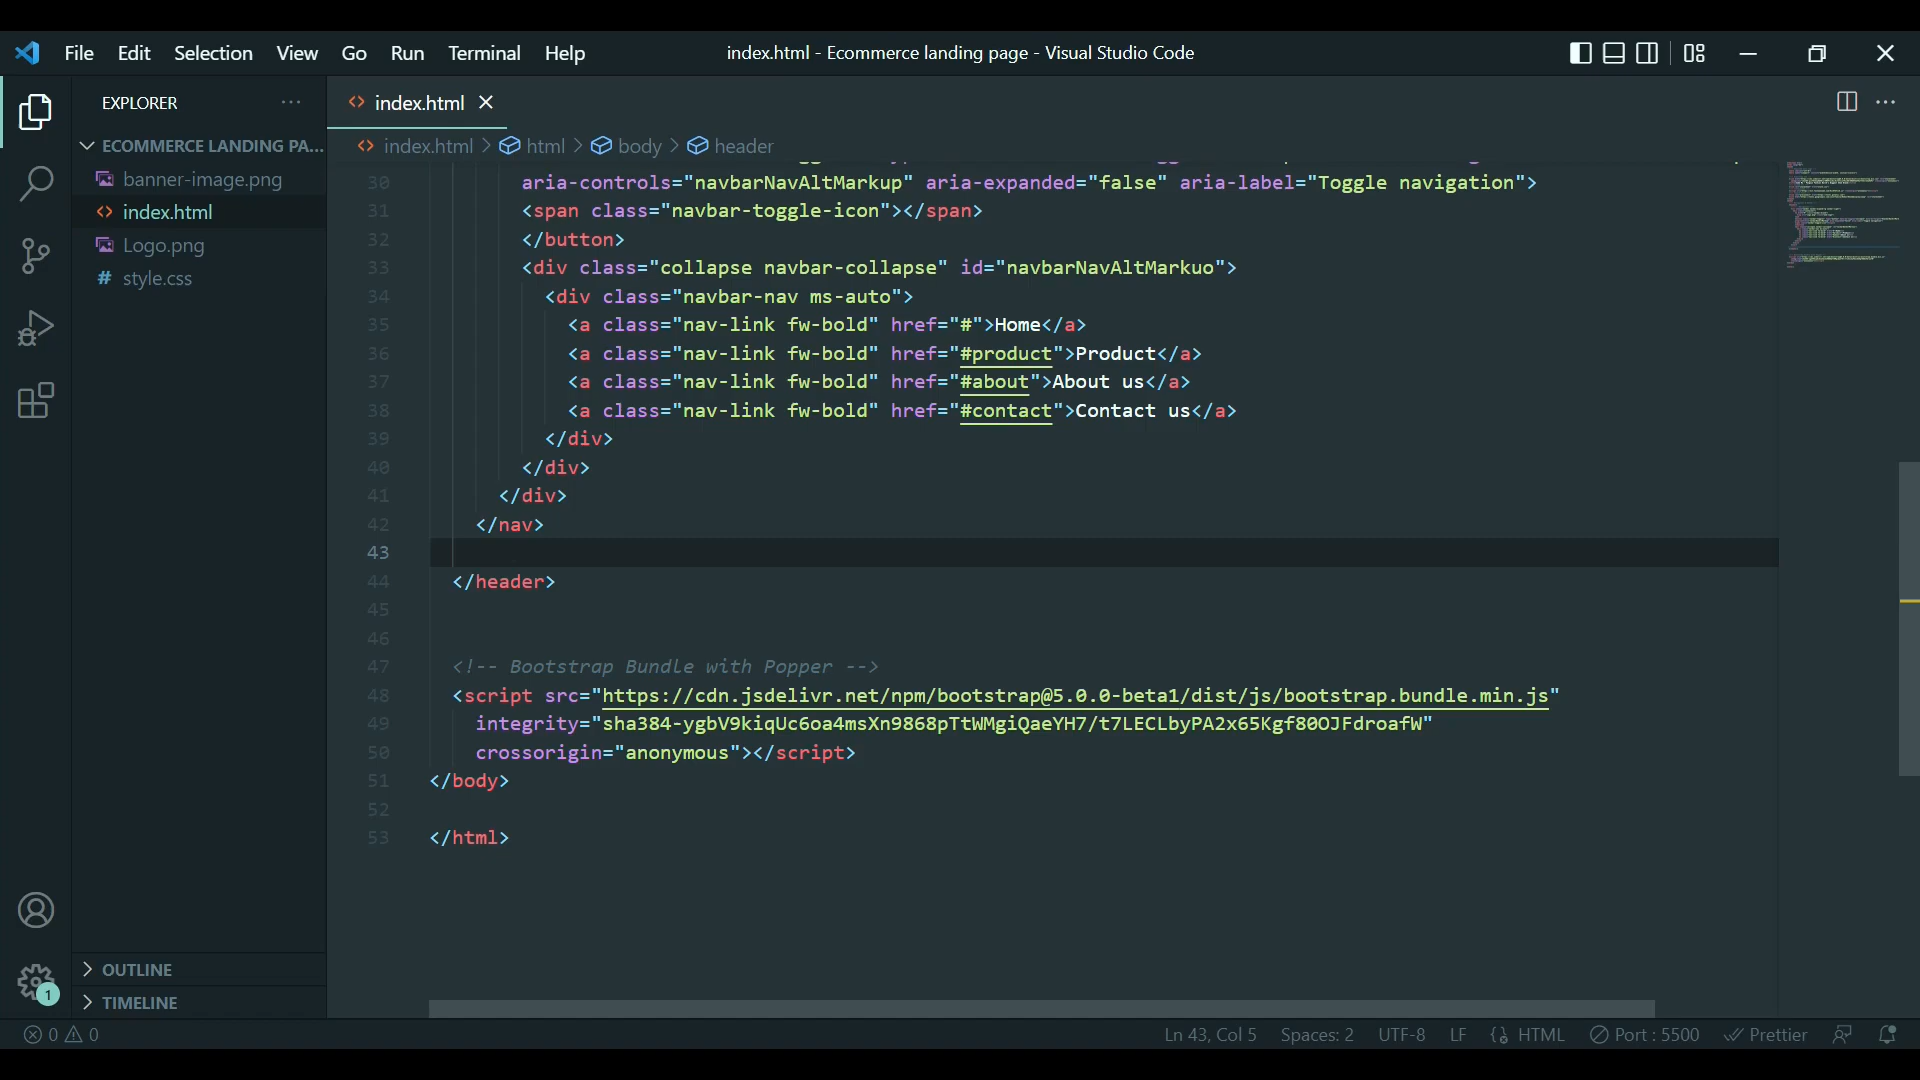 File Edit Selection View Go Run Terminal Help
index.html - Ecommerce landing page - Visual Studio Code
EXPLORER
ECOMMERCE LANDING PA...
banner-image.png
index.html
Logo.png
style.css
OUTLINE
TIMELINE
index.html
index.html > html > body > header
30 aria-controls="navbarNavAltMarkup" aria-expanded="false" aria-label="Toggle navigation">
31 <span class="navbar-toggle-icon"></span>
32 </button>
33 <div class="collapse navbar-collapse" id="navbarNavAltMarkuo">
34 <div class="navbar-nav ms-auto">
35 <a class="nav-link fw-bold" href="#">Home</a>
36 <a class="nav-link fw-bold" href="#product">Product</a>
37 <a class="nav-link fw-bold" href="#about">About us</a>
38 <a class="nav-link fw-bold" href="#contact">Contact us</a>
39 </div>
40 </div>
41 </div>
42 </nav>
43
44 </header>
45
46
47 <!-- Bootstrap Bundle with Popper -->
48 <script src="https://cdn.jsdelivr.net/npm/bootstrap@5.0.0-beta1/dist/js/bootstrap.bundle.min.js"
49 integrity="sha384-ygbV9kiqUc6oa4msXn9868pTtWMgiQaeYH7/t7LECLbyPA2x65Kgf80OJFdroafW"
50 crossorigin="anonymous"></script>
51 </body>
52
53 </html>
1
0 0
Ln 43, Col 5 Spaces: 2 UTF-8 LF HTML Port : 5500 Prettier